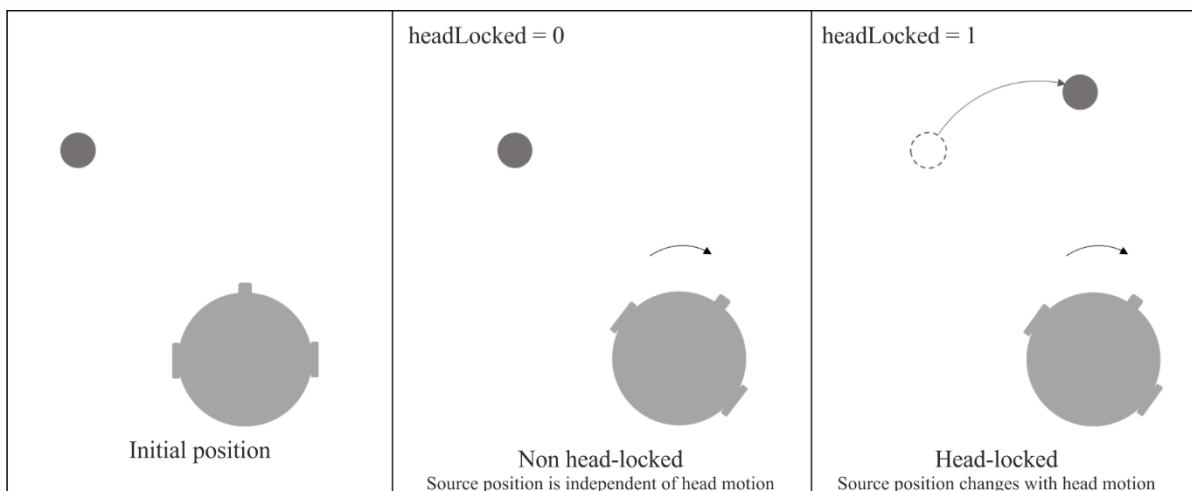 Initial position
headLocked = 0
Non head-locked
Source position is independent of head motion
headLocked = 1
Head-locked
Source position changes with head motion